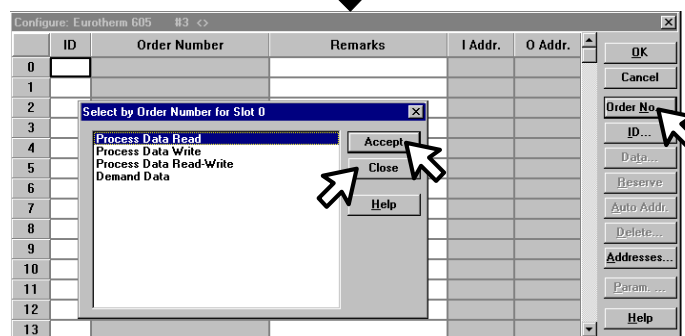 Configure: Eurotherm 605 #3 <>
ID Order Number Remarks I Addr. O Addr.
OK
Cancel
Order No...
ID...
Data...
Reserve
Auto Addr.
Delete...
Addresses...
Param. ...
Help
0
1
2
3
4
5
6
7
8
9
10
11
12
13
Select by Order Number for Slot 0
Process Data Read
Process Data Write
Process Data Read-Write
Demand Data
Accept
Close
Help